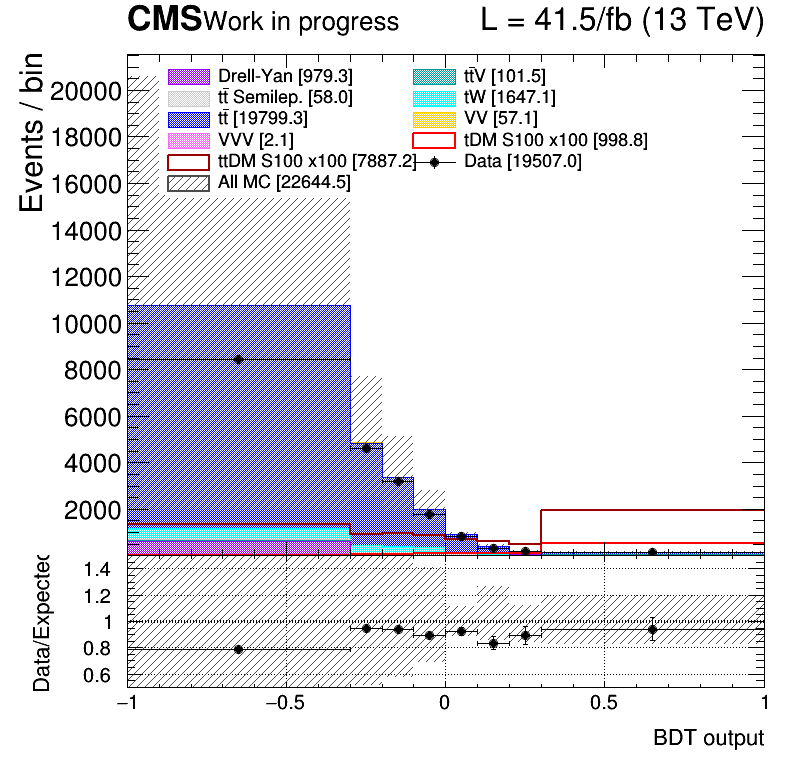 CMS Work in progress L = 41.5/fb (13 TeV)
Events / bin
Drell-Yan [979.3] tt̄V [101.5]
tt̄ Semilep. [58.0] tW [1647.1]
tt̄ [19799.3] VV [57.1]
VVV [2.1] tDM S100 x100 [998.8]
ttDM S100 x100 [7887.2] Data [19507.0]
All MC [22644.5]
20000
18000
16000
14000
12000
10000
8000
6000
4000
2000
Data/Expected
1.4
1.2
1
0.8
0.6
−1 −0.5 0 0.5 1
BDT output